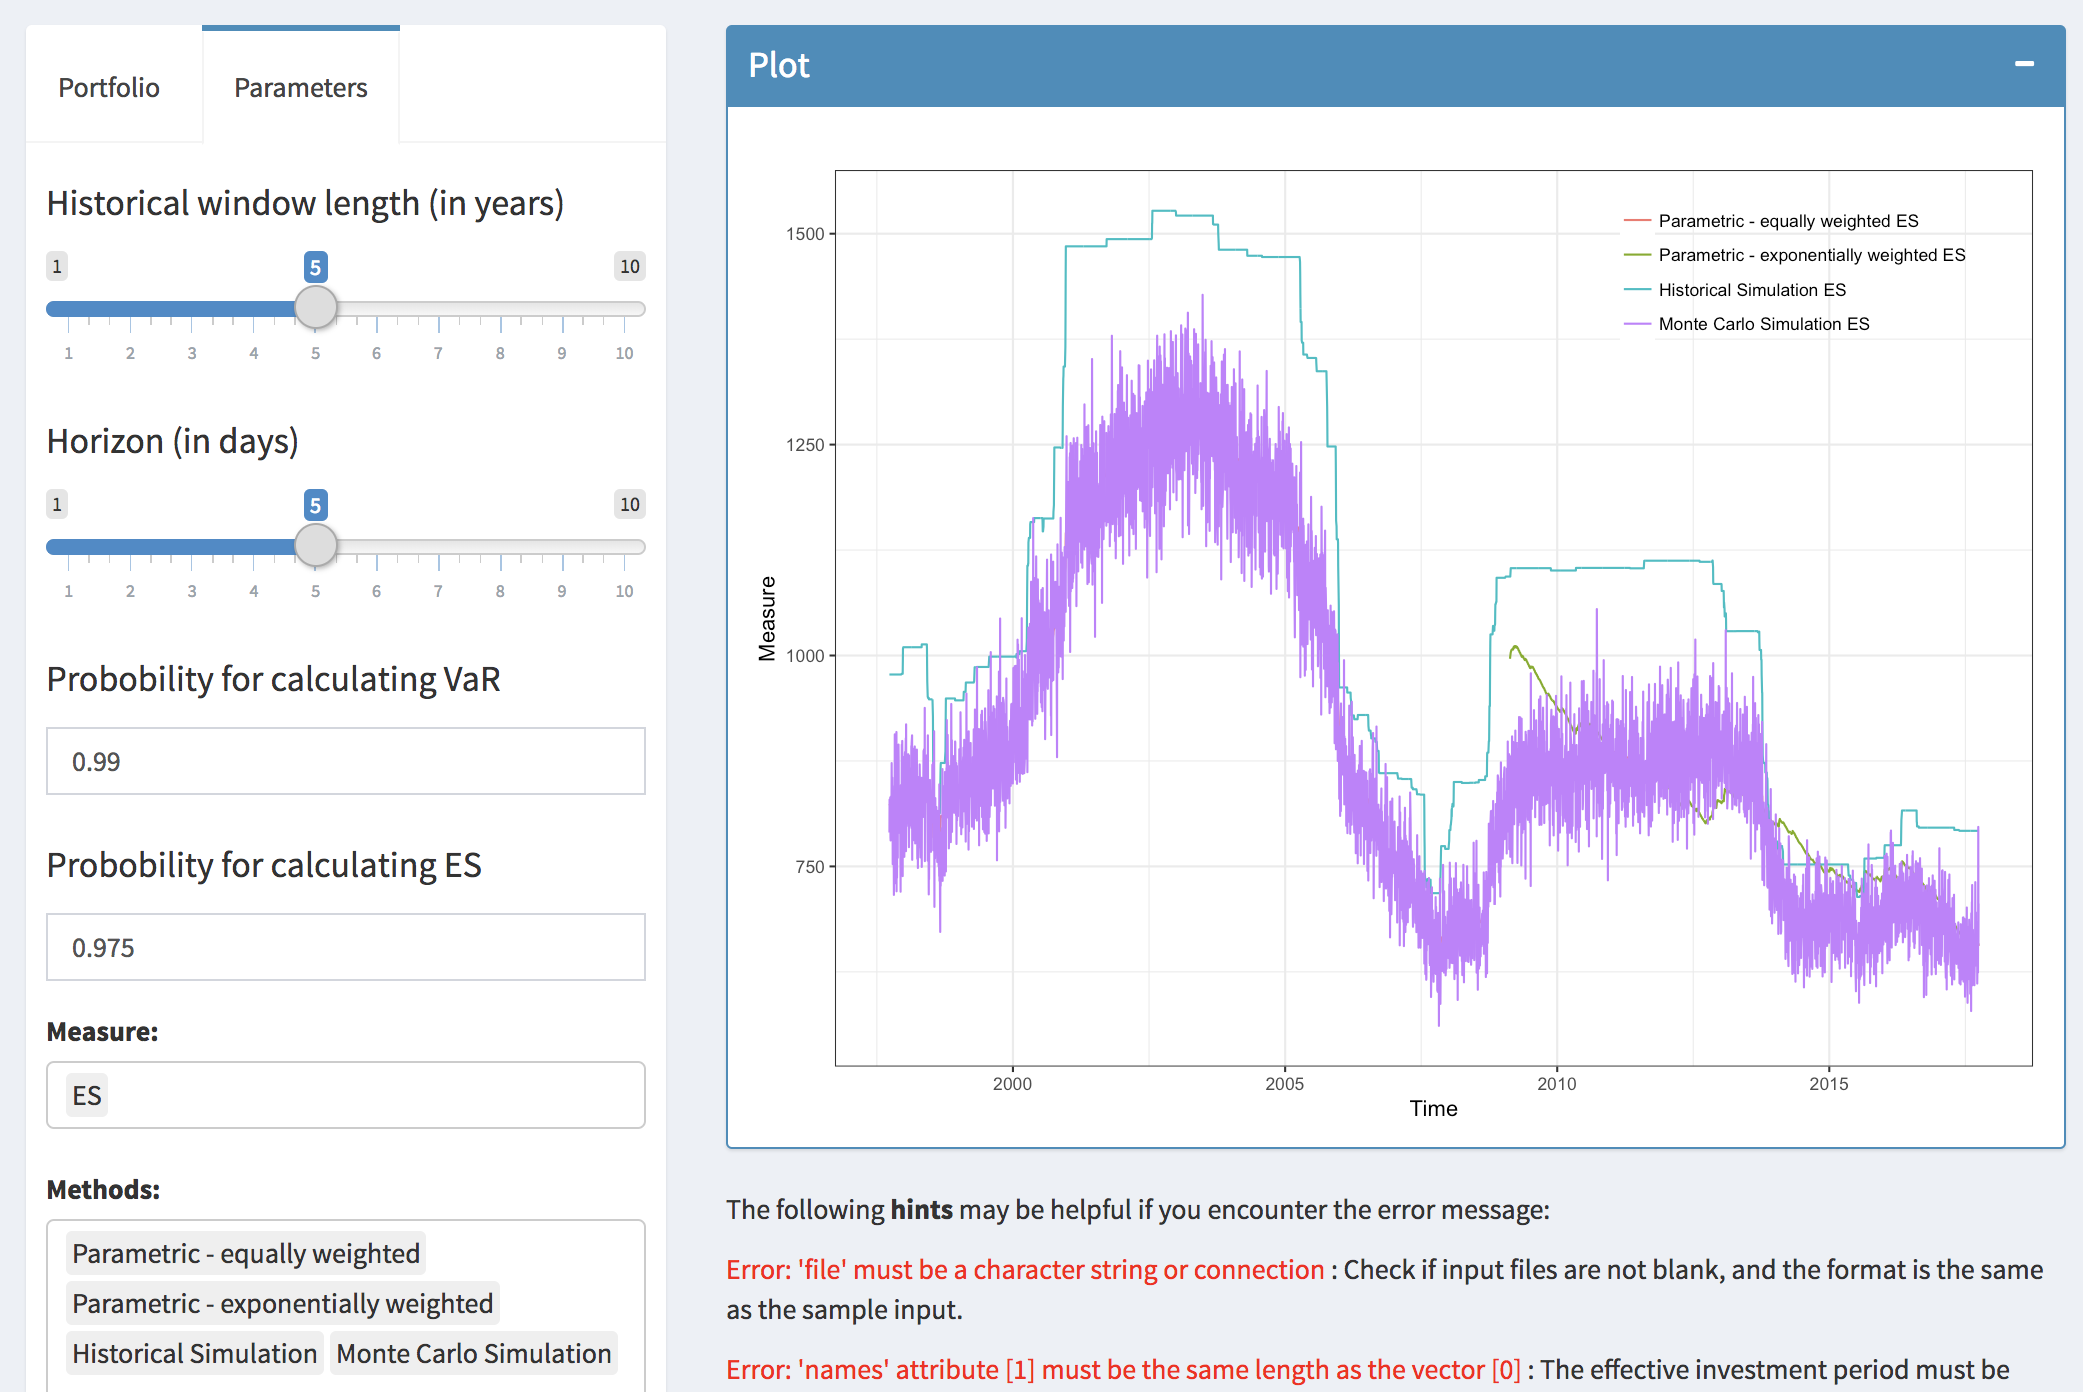 Portfolio
Parameters
Historical window length (in years)
1
5
10
1 2 3 4 5 6 7 8 9 10
Horizon (in days)
1
5
10
1 2 3 4 5 6 7 8 9 10
Probobility for calculating VaR
0.99
Probobility for calculating ES
0.975
Measure:
ES
Methods:
Parametric - equally weighted
Parametric - exponentially weighted
Historical Simulation Monte Carlo Simulation
Plot
Parametric - equally weighted ES
Parametric - exponentially weighted ES
Historical Simulation ES
Monte Carlo Simulation ES
Measure
1500
1250
1000
750
2000 2005 2010 2015
Time
The following hints may be helpful if you encounter the error message:
Error: 'file' must be a character string or connection : Check if input files are not blank, and the format is the same
as the sample input.
Error: 'names' attribute [1] must be the same length as the vector [0] : The effective investment period must be